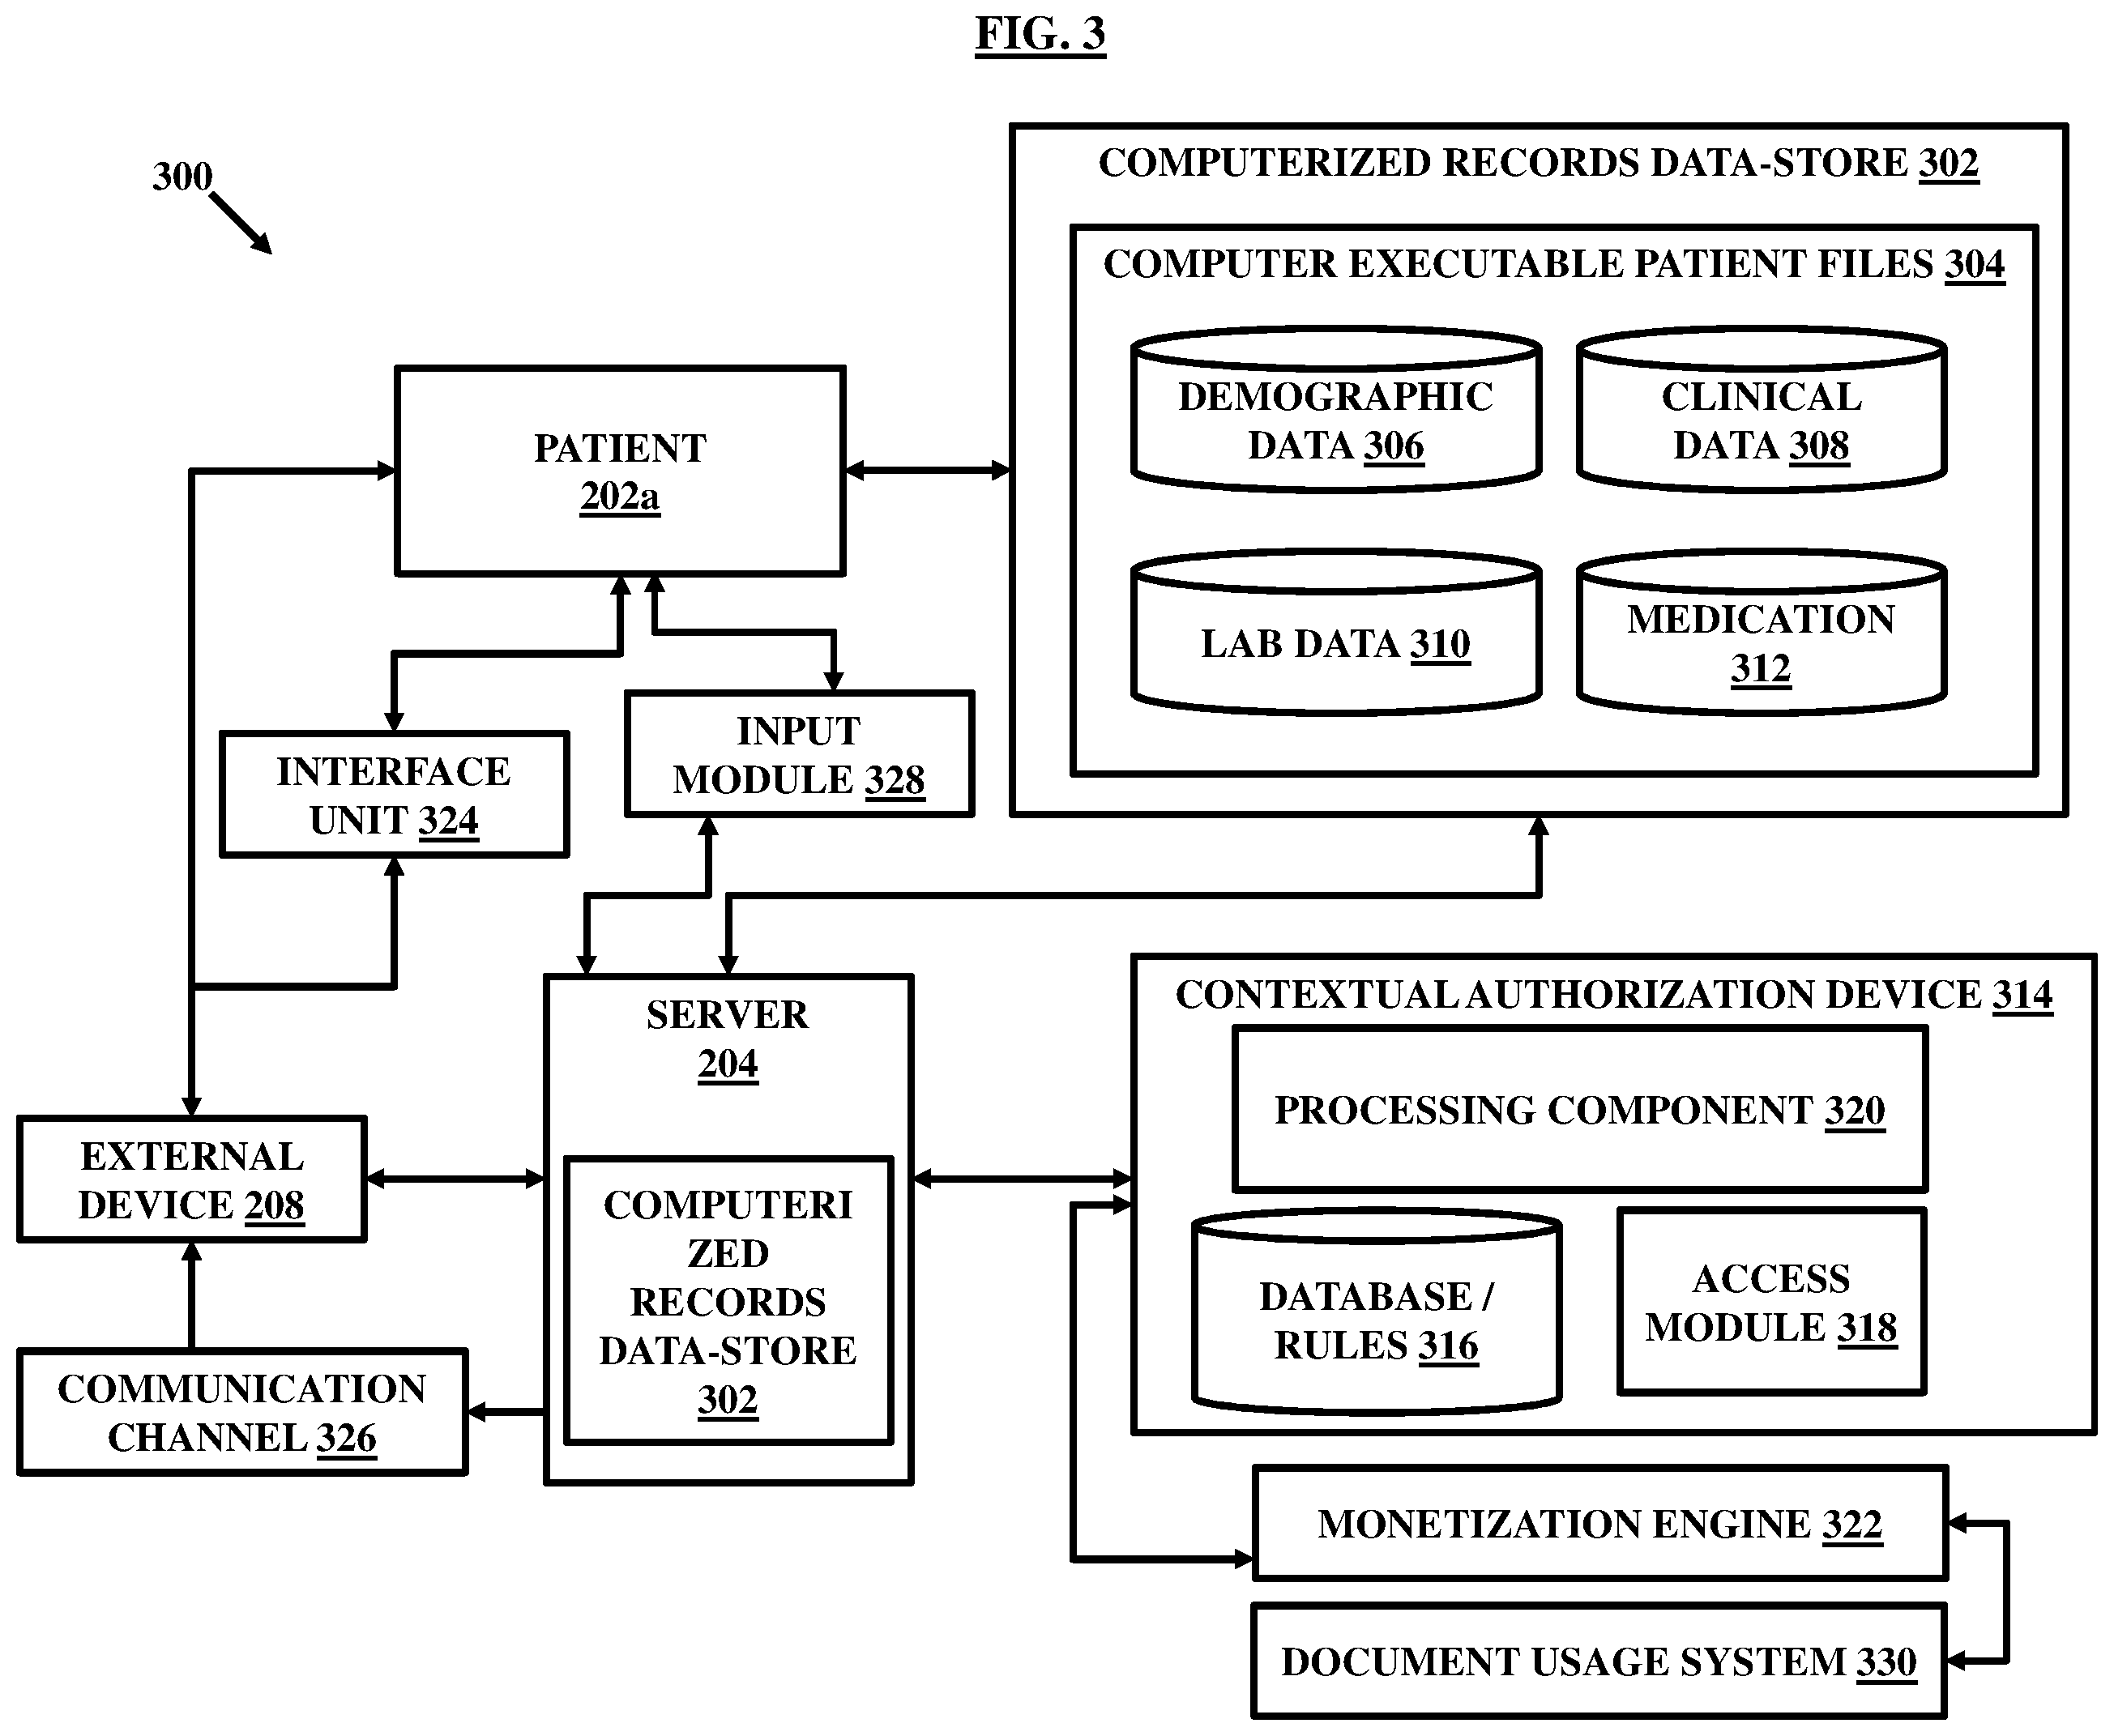 FIG. 3
300
COMPUTERIZED RECORDS DATA-STORE 302
COMPUTER EXECUTABLE PATIENT FILES 304
DEMOGRAPHIC
DATA 306
CLINICAL
DATA 308
LAB DATA 310
MEDICATION
312
PATIENT
202a
INPUT
MODULE 328
INTERFACE
UNIT 324
SERVER
204
COMPUTERI
ZED
RECORDS
DATA-STORE
302
EXTERNAL
DEVICE 208
COMMUNICATION
CHANNEL 326
CONTEXTUAL AUTHORIZATION DEVICE 314
PROCESSING COMPONENT 320
DATABASE /
RULES 316
ACCESS
MODULE 318
MONETIZATION ENGINE 322
DOCUMENT USAGE SYSTEM 330